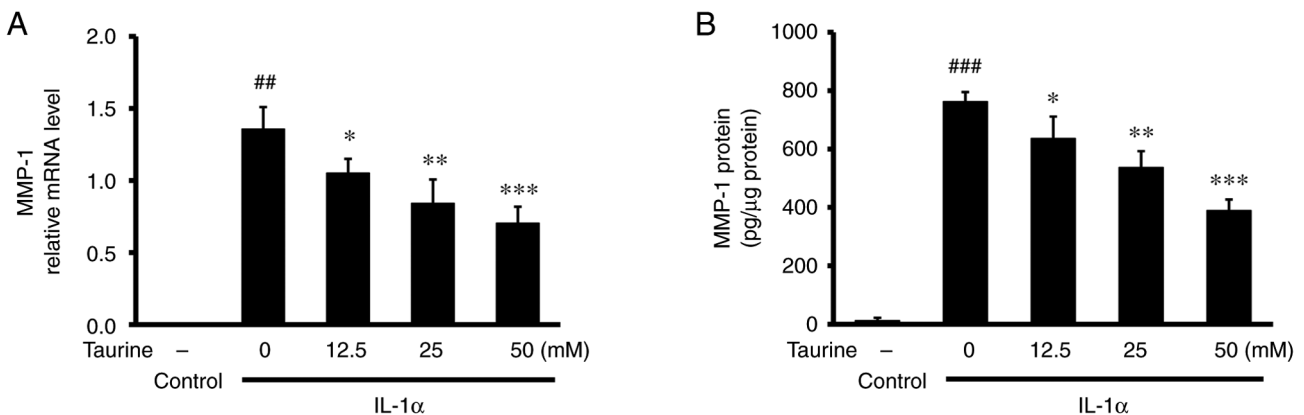 A
MMP-1
relative mRNA level
2.0
1.5
1.0
0.5
0.0
##
*
**
***
Taurine – 0 12.5 25 50 (mM)
Control
IL-1α
B
MMP-1 protein
(pg/μg protein)
1000
800
600
400
200
0
###
*
**
***
Taurine – 0 12.5 25 50 (mM)
Control
IL-1α